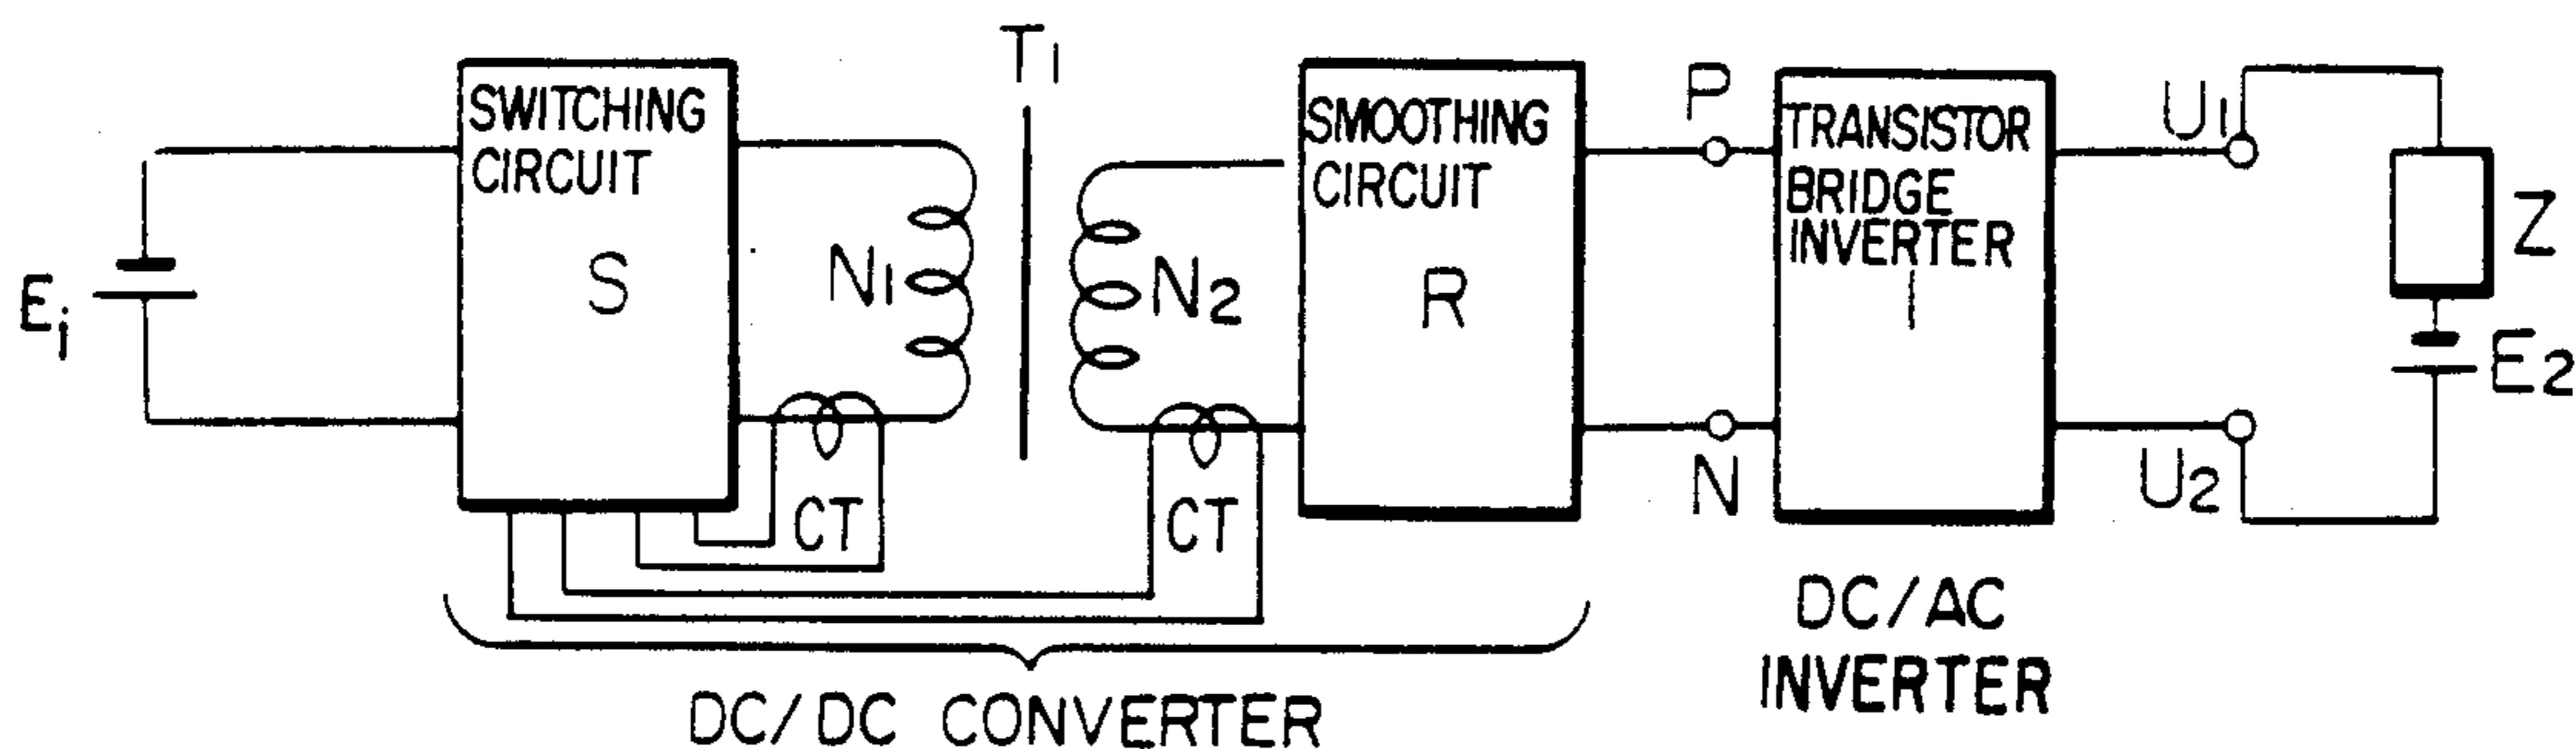 T1
SWITCHING
CIRCUIT
S
N1
N2
SMOOTHING
CIRCUIT
R
P
N
TRANSISTOR
BRIDGE
INVERTER
I
U1
U2
Z
E2
Ei
CT
CT
DC/DC CONVERTER
DC/AC
INVERTER